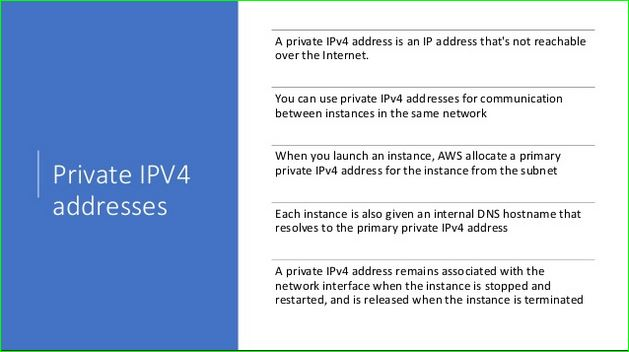 Private IPV4
addresses
A private IPv4 address is an IP address that's not reachable
over the Internet.
You can use private IPv4 addresses for communication
between instances in the same network
When you launch an instance, AWS allocate a primary
private IPv4 address for the instance from the subnet
Each instance is also given an internal DNS hostname that
resolves to the primary private IPv4 address
A private IPv4 address remains associated with the
network interface when the instance is stopped and
restarted, and is released when the instance is terminated